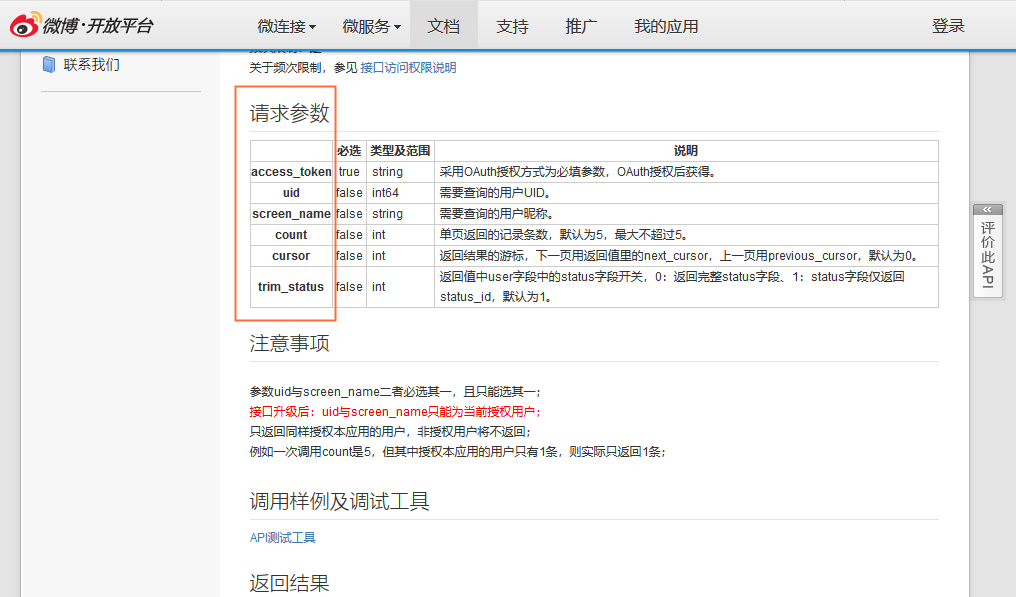 微博·开放平台 微连接 微服务 文档 支持 推广 我的应用 登录
联系我们
关于频次限制，参见 接口访问权限说明
请求参数
必选 类型及范围 说明
access_token true string 采用OAuth授权方式为必填参数，OAuth授权后获得。
uid false int64 需要查询的用户UID。
screen_name false string 需要查询的用户昵称。
count false int 单页返回的记录条数，默认为5，最大不超过5。
cursor false int 返回结果的游标，下一页用返回值里的next_cursor，上一页用previous_cursor，默认为0。
trim_status false int 返回值中user字段中的status字段开关，0：返回完整status字段、1：status字段仅返回
status_id，默认为1。
注意事项
参数uid与screen_name二者必选其一，且只能选其一；
接口升级后：uid与screen_name只能为当前授权用户；
只返回同样授权本应用的用户，非授权用户将不返回；
例如一次调用count是5，但其中授权本应用的用户只有1条，则实际只返回1条；
调用样例及调试工具
API测试工具
返回结果
«
评价此API